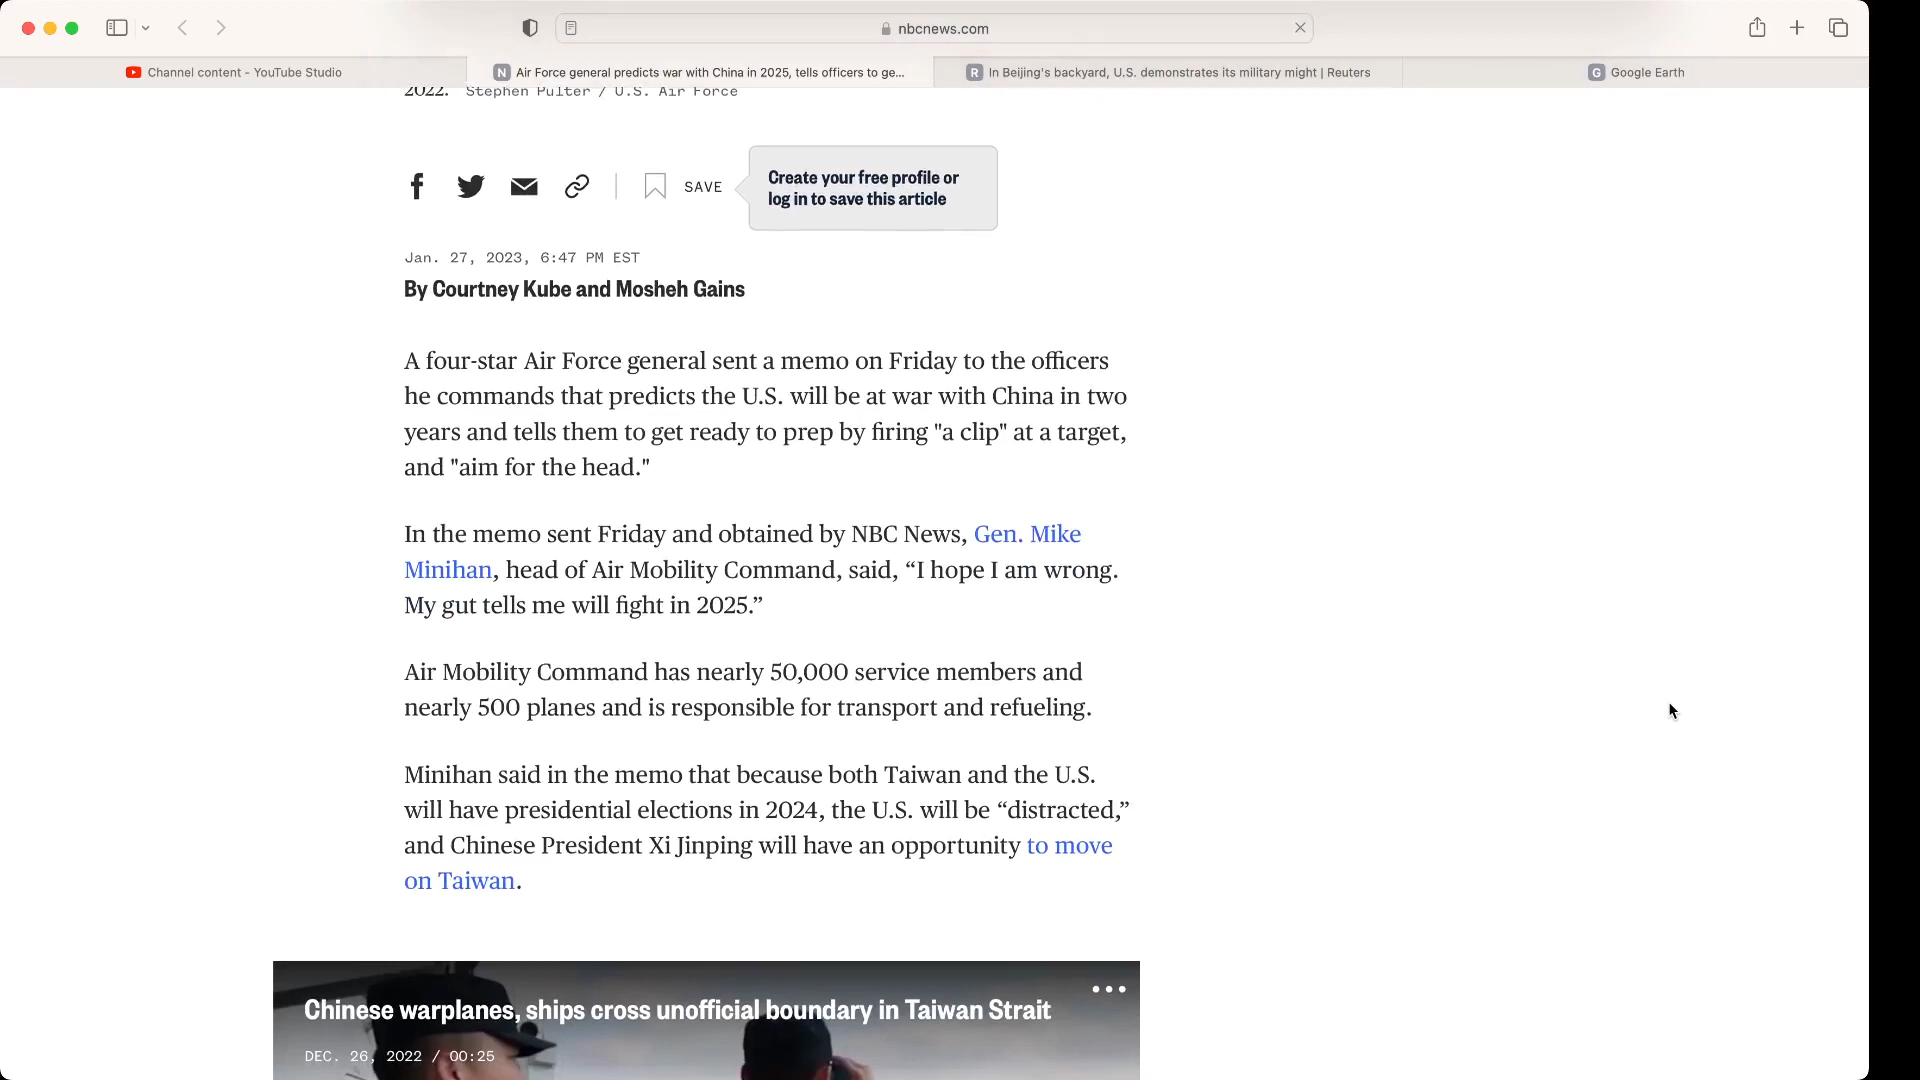 nbcnews.com
Channel content - YouTube Studio
N Air Force general predicts war with China in 2025, tells officers to ge...
R In Beijing's backyard, U.S. demonstrates its military might | Reuters
G Google Earth
2022. Stephen Pulter / U.S. Air Force
SAVE
Create your free profile or
log in to save this article
Jan. 27, 2023, 6:47 PM EST
By Courtney Kube and Mosheh Gains
A four-star Air Force general sent a memo on Friday to the officers
he commands that predicts the U.S. will be at war with China in two
years and tells them to get ready to prep by firing "a clip" at a target,
and "aim for the head."
In the memo sent Friday and obtained by NBC News, Gen. Mike
Minihan, head of Air Mobility Command, said, “I hope I am wrong.
My gut tells me will fight in 2025.”
Air Mobility Command has nearly 50,000 service members and
nearly 500 planes and is responsible for transport and refueling.
Minihan said in the memo that because both Taiwan and the U.S.
will have presidential elections in 2024, the U.S. will be “distracted,”
and Chinese President Xi Jinping will have an opportunity to move
on Taiwan.
Chinese warplanes, ships cross unofficial boundary in Taiwan Strait
DEC. 26, 2022 / 00:25